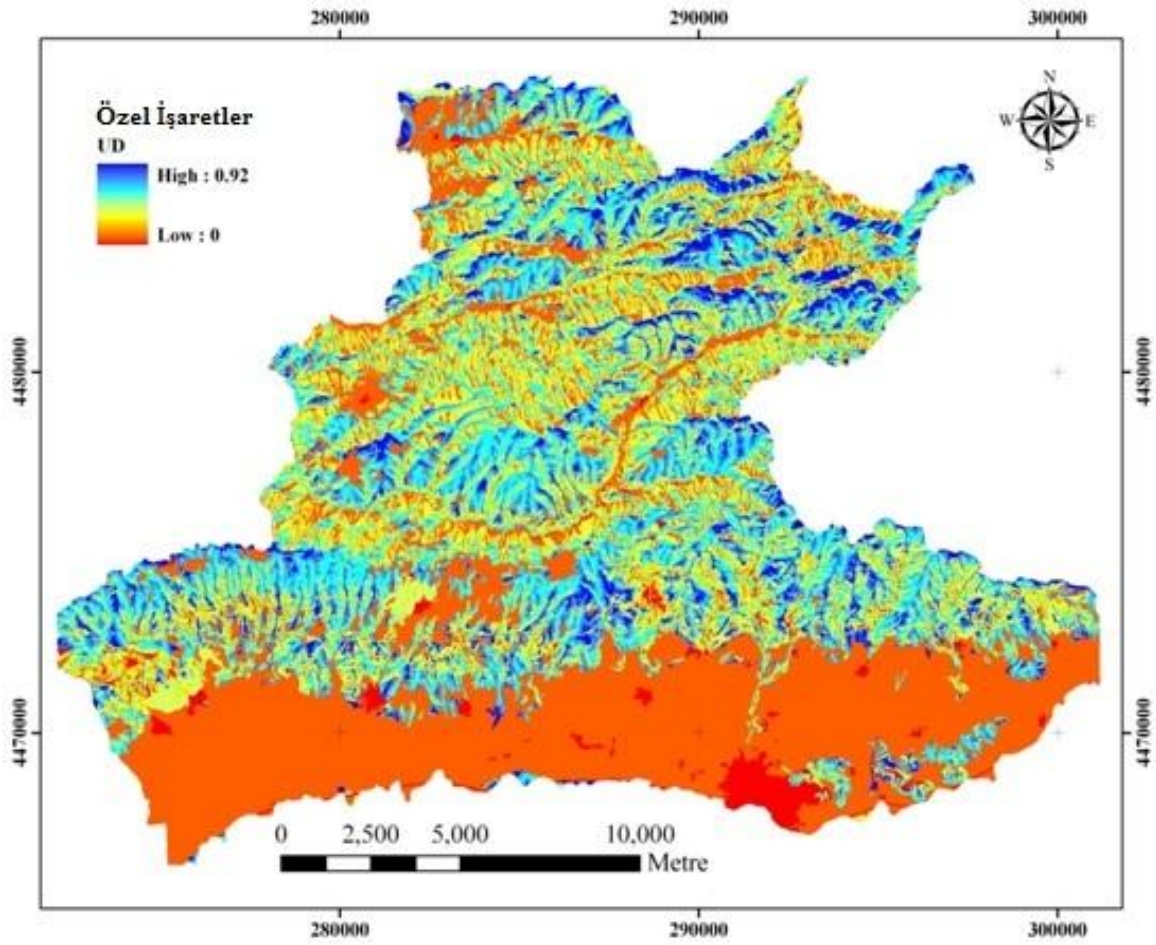 280000 290000 300000
Özel İşaretler
UD
High : 0.92
Low : 0
N
W E
S
4480000 4480000
4470000 4470000
0 2,500 5,000 10,000
Metre
280000 290000 300000